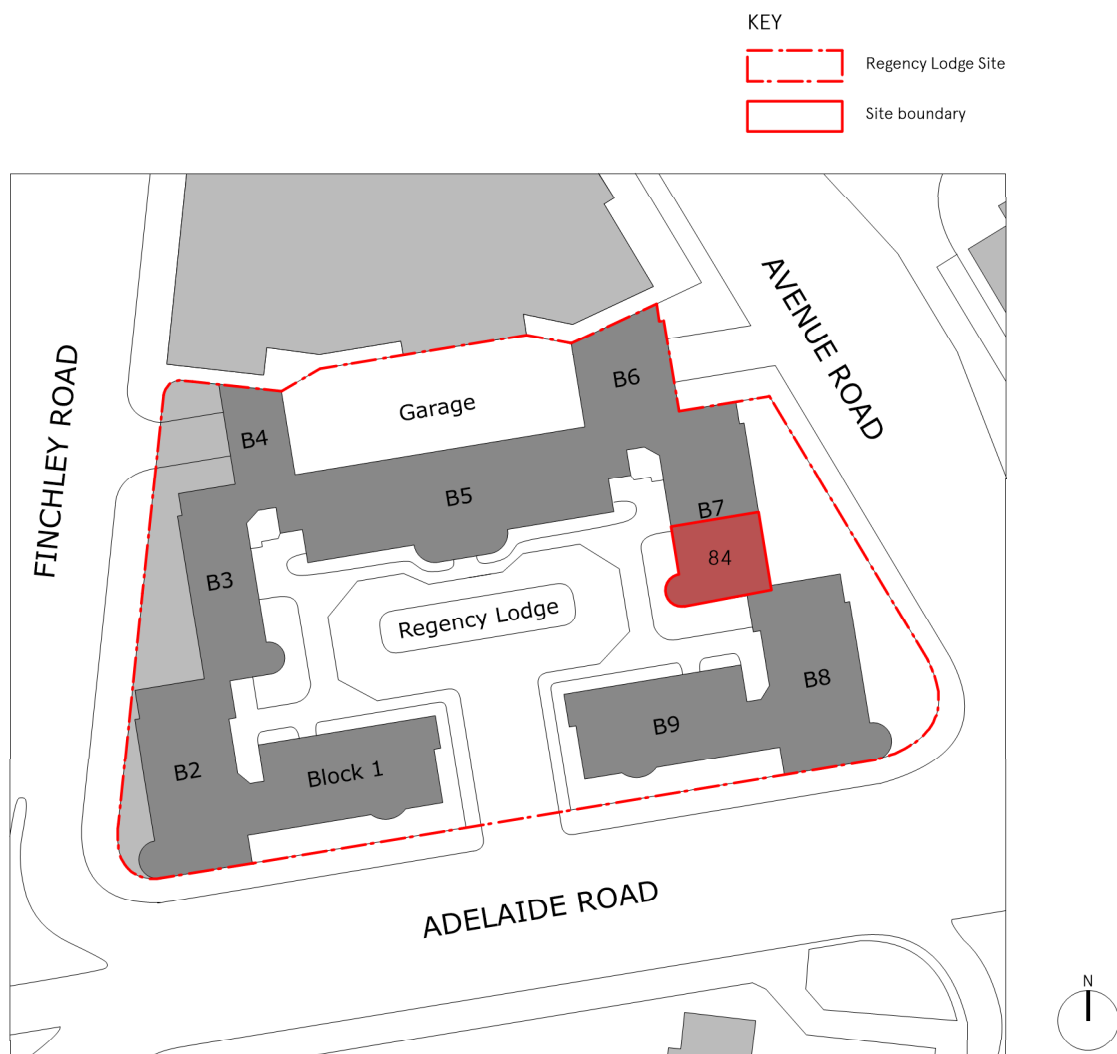 KEY
Regency Lodge Site
Site boundary
FINCHLEY ROAD
AVENUE ROAD
B6
Garage
B4
B5
B7
84
B3
Regency Lodge
B8
B9
B2
Block 1
ADELAIDE ROAD
N